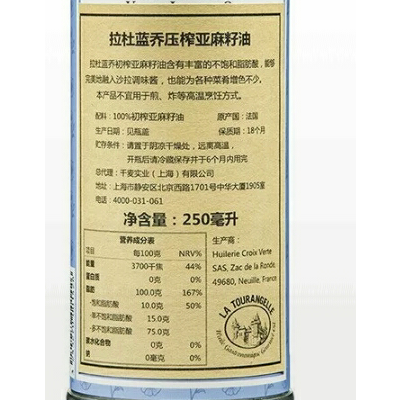 拉杜蓝乔压榨亚麻籽油
拉杜蓝乔初榨亚麻籽油含有丰富的不饱和脂肪酸，能够
完美地融入沙拉调味酱，也能为各种菜肴增色不少。
本产品不宜用于煎、炸等高温烹饪方式。
配料：100%初榨亚麻籽油 原产国：法国
生产日期：见瓶盖 保质期：18个月
贮存条件：请置于阴凉干燥处，远离高温，
开瓶后请冷藏保存并于6个月内用完
总代理：千麦实业（上海）有限公司
地址：上海市静安区北京西路1701号中华大厦1905室
电话：4000-031-061
净含量：250毫升
营养成分表
项目 每100克 NRV%
能量 3700千焦 44%
蛋白质 0克 0%
脂肪 100.0克 167%
-饱和脂肪酸 10.0克 50%
-单不饱和脂肪酸 15.0克
-多不饱和脂肪酸 75.0克
碳水化合物 0克 0%
钠 0毫克 0%
生产商：
Huilerie Croix Verte
SAS, Zac de la Ronde,
49680, Neuille, France
LA TOURANGELLE